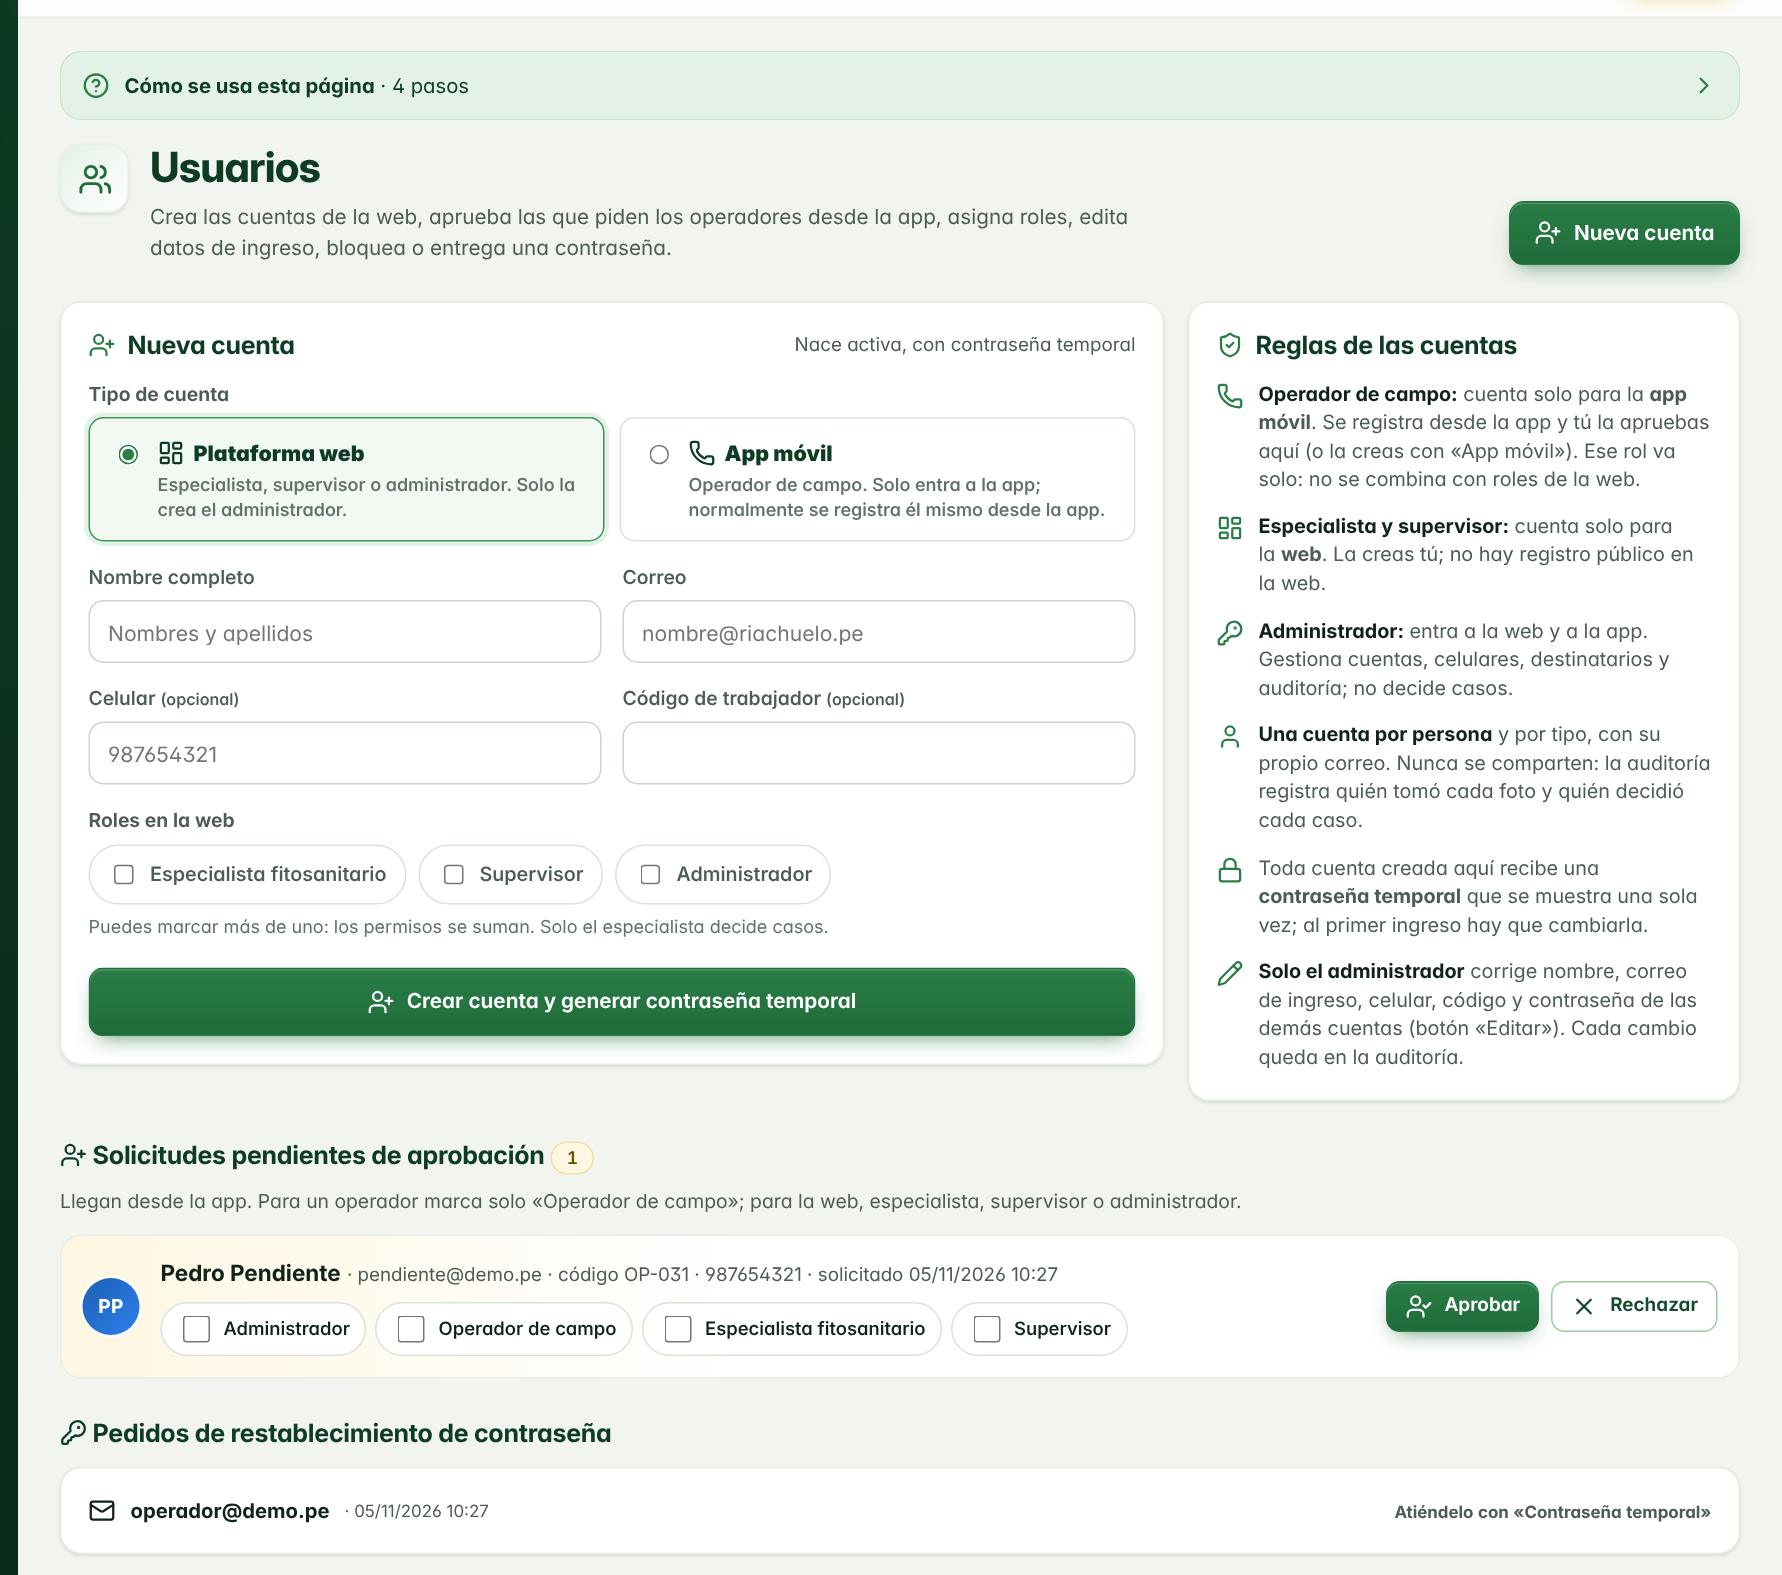 Cómo se usa esta página · 4 pasos
Usuarios
Crea las cuentas de la web, aprueba las que piden los operadores desde la app, asigna roles, edita
datos de ingreso, bloquea o entrega una contraseña.
Nueva cuenta
Nueva cuenta
Nace activa, con contraseña temporal
Tipo de cuenta
Plataforma web
Especialista, supervisor o administrador. Solo la
crea el administrador.
App móvil
Operador de campo. Solo entra a la app;
normalmente se registra él mismo desde la app.
Nombre completo
Nombres y apellidos
Correo
nombre@riachuelo.pe
Celular (opcional)
987654321
Código de trabajador (opcional)
Roles en la web
Especialista fitosanitario
Supervisor
Administrador
Puedes marcar más de uno: los permisos se suman. Solo el especialista decide casos.
Crear cuenta y generar contraseña temporal
Reglas de las cuentas
Operador de campo: cuenta solo para la app
móvil. Se registra desde la app y tú la apruebas
aquí (o la creas con «App móvil»). Ese rol va
solo: no se combina con roles de la web.
Especialista y supervisor: cuenta solo para
la web. La creas tú; no hay registro público en
la web.
Administrador: entra a la web y a la app.
Gestiona cuentas, celulares, destinatarios y
auditoría; no decide casos.
Una cuenta por persona y por tipo, con su
propio correo. Nunca se comparten: la auditoría
registra quién tomó cada foto y quién decidió
cada caso.
Toda cuenta creada aquí recibe una
contraseña temporal que se muestra una sola
vez; al primer ingreso hay que cambiarla.
Solo el administrador corrige nombre, correo
de ingreso, celular, código y contraseña de las
demás cuentas (botón «Editar»). Cada cambio
queda en la auditoría.
Solicitudes pendientes de aprobación 1
Llegan desde la app. Para un operador marca solo «Operador de campo»; para la web, especialista, supervisor o administrador.
PP
Pedro Pendiente · pendiente@demo.pe · código OP-031 · 987654321 · solicitado 05/11/2026 10:27
Administrador
Operador de campo
Especialista fitosanitario
Supervisor
Aprobar
Rechazar
Pedidos de restablecimiento de contraseña
operador@demo.pe · 05/11/2026 10:27
Atiéndelo con «Contraseña temporal»